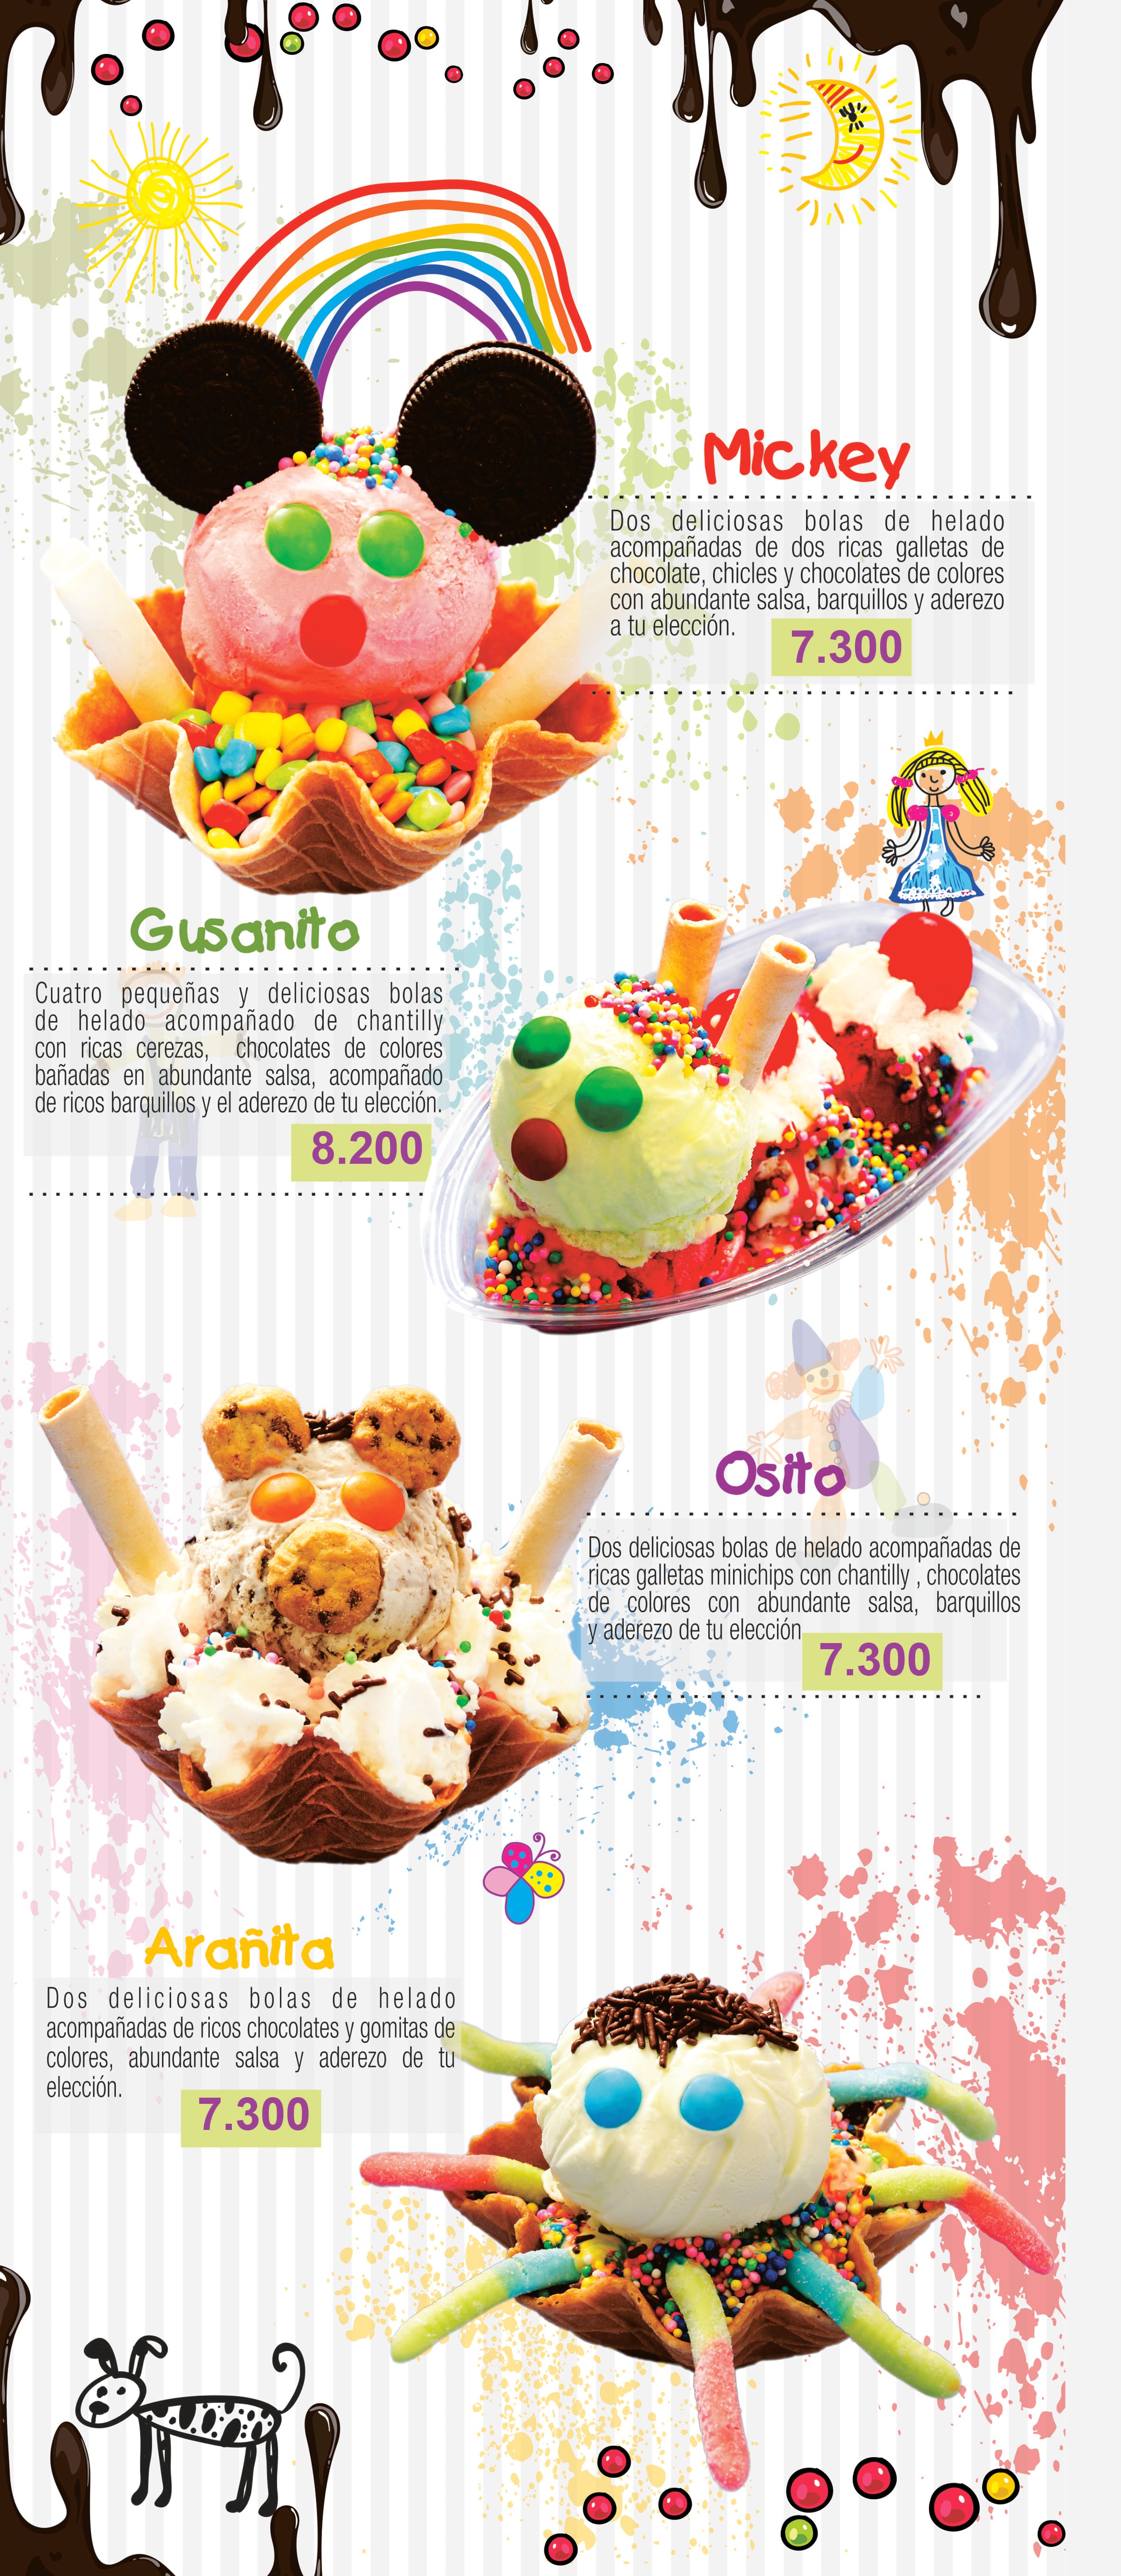 Mickey
Dos deliciosas bolas de helado
acompañadas de dos ricas galletas de
chocolate, chicles y chocolates de colores
con abundante salsa, barquillos y aderezo
a tu elección.
7.300
Gusanito
Cuatro pequeñas y deliciosas bolas
de helado acompañado de chantilly
con ricas cerezas, chocolates de colores
bañadas en abundante salsa, acompañado
de ricos barquillos y el aderezo de tu elección.
8.200
Osito
Dos deliciosas bolas de helado acompañadas de
ricas galletas minichips con chantilly , chocolates
de colores con abundante salsa, barquillos
y aderezo de tu elección
7.300
Arañita
Dos deliciosas bolas de helado
acompañadas de ricos chocolates y gomitas de
colores, abundante salsa y aderezo de tu
elección.
7.300